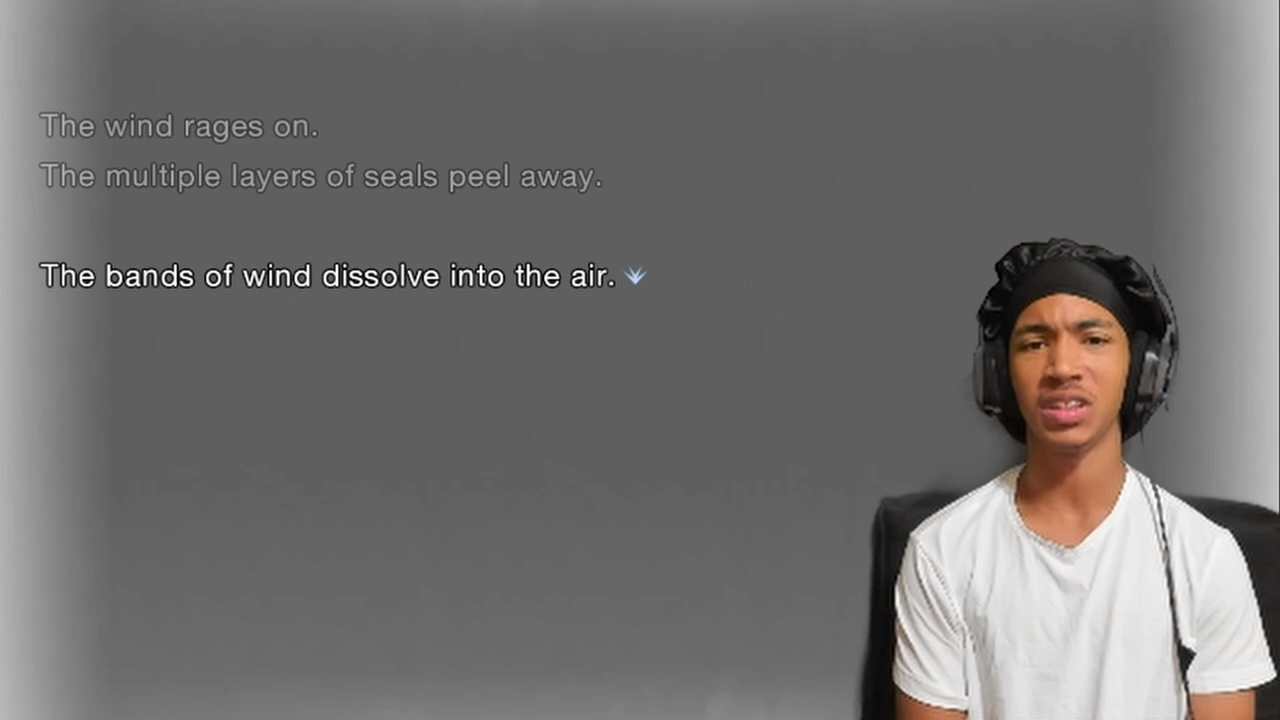 The wind rages on.
The multiple layers of seals peel away.
The bands of wind dissolve into the air.